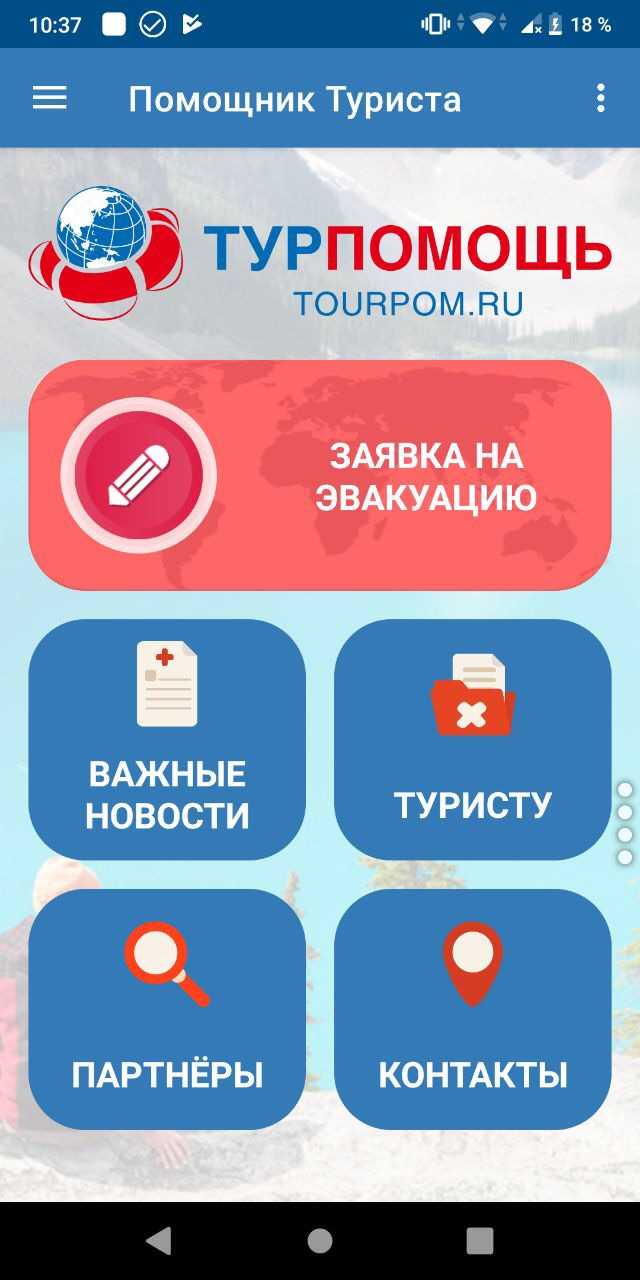 10:37
18 %
Помощник Туриста
ТУРПОМОЩЬ
TOURPOM.RU
ЗАЯВКА НА
ЭВАКУАЦИЮ
ВАЖНЫЕ
НОВОСТИ
ТУРИСТУ
ПАРТНЁРЫ
КОНТАКТЫ